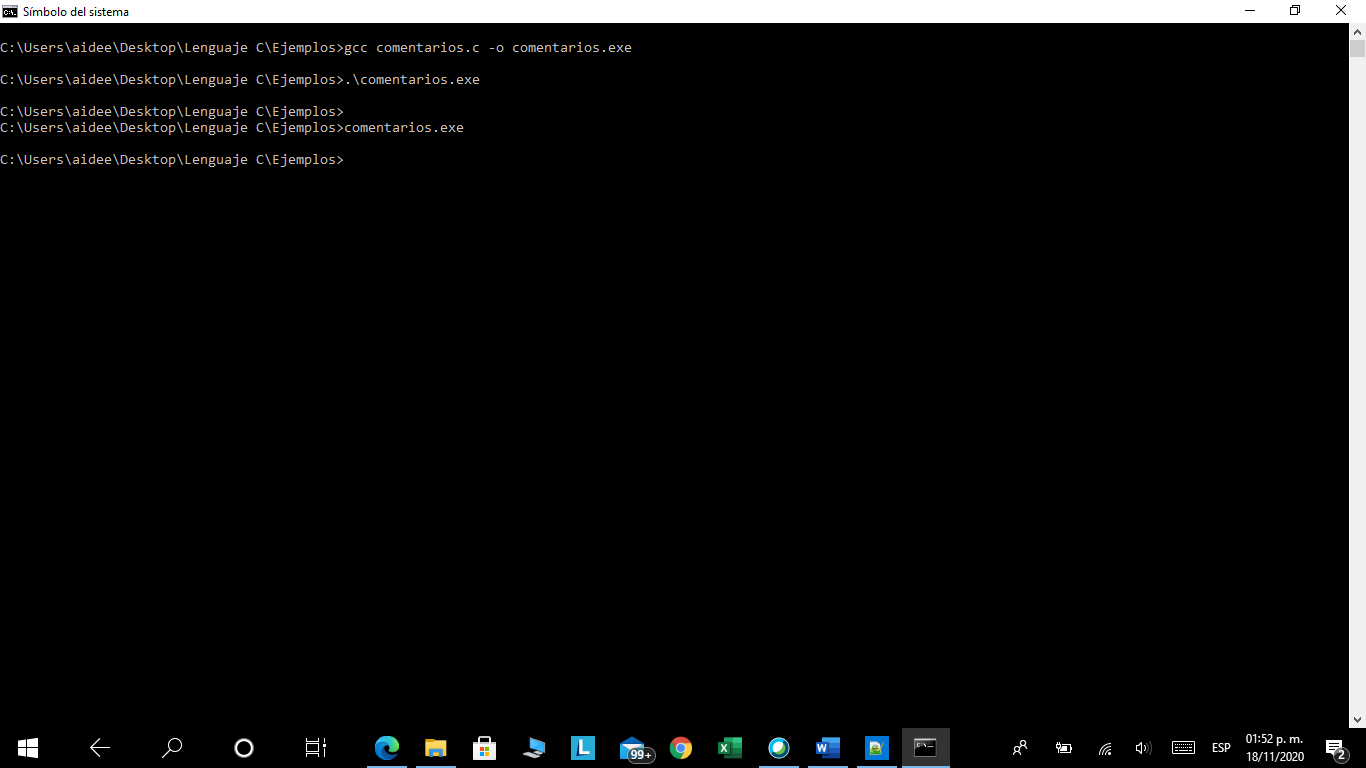 Símbolo del sistema
C:\Users\aidee\Desktop\Lenguaje C\Ejemplos>gcc comentarios.c -o comentarios.exe
C:\Users\aidee\Desktop\Lenguaje C\Ejemplos>.\comentarios.exe
C:\Users\aidee\Desktop\Lenguaje C\Ejemplos>
C:\Users\aidee\Desktop\Lenguaje C\Ejemplos>comentarios.exe
C:\Users\aidee\Desktop\Lenguaje C\Ejemplos>
L
99+
ESP
01:52 p. m.
18/11/2020
2